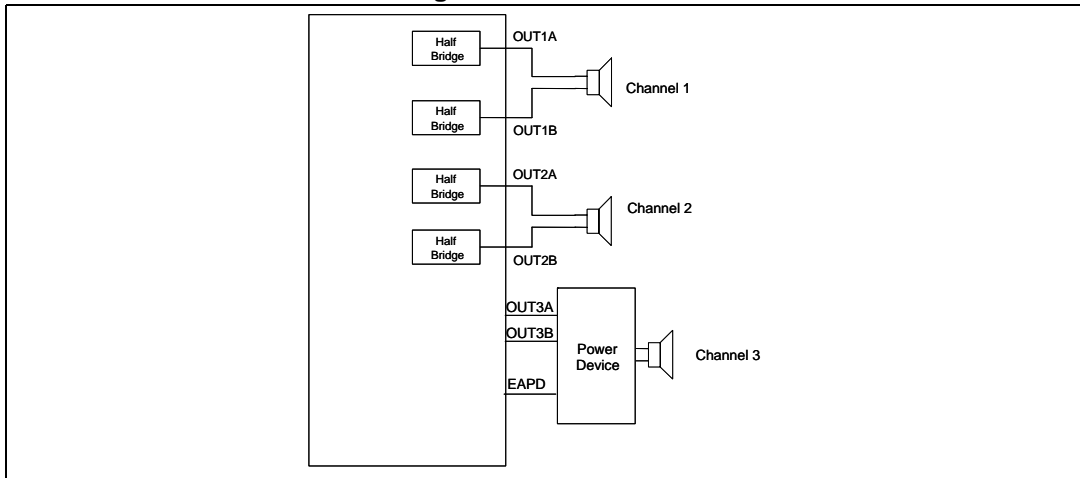 Half
Bridge
OUT1A
Channel 1
Half
Bridge
OUT1B
Half
Bridge
OUT2A
Channel 2
Half
Bridge
OUT2B
OUT3A
OUT3B
Power
Device
Channel 3
EAPD